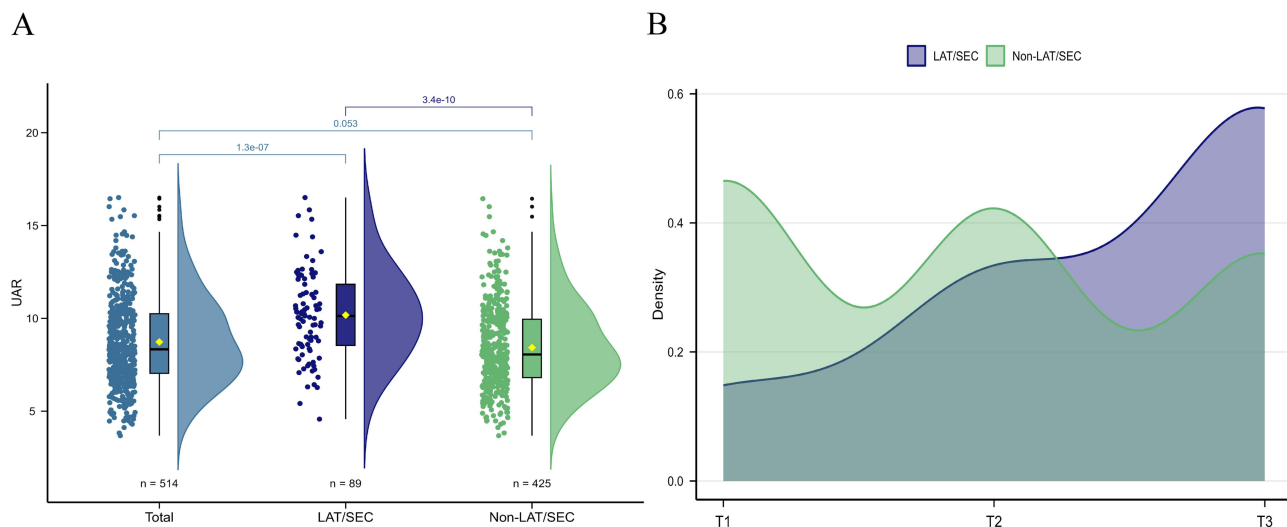 A
B
LAT/SEC Non-LAT/SEC
3.4e-10
0.053
1.3e-07
UAR
20
15
10
5
n = 514 n = 89 n = 425
Total LAT/SEC Non-LAT/SEC
Density
0.6
0.4
0.2
0.0
T1 T2 T3